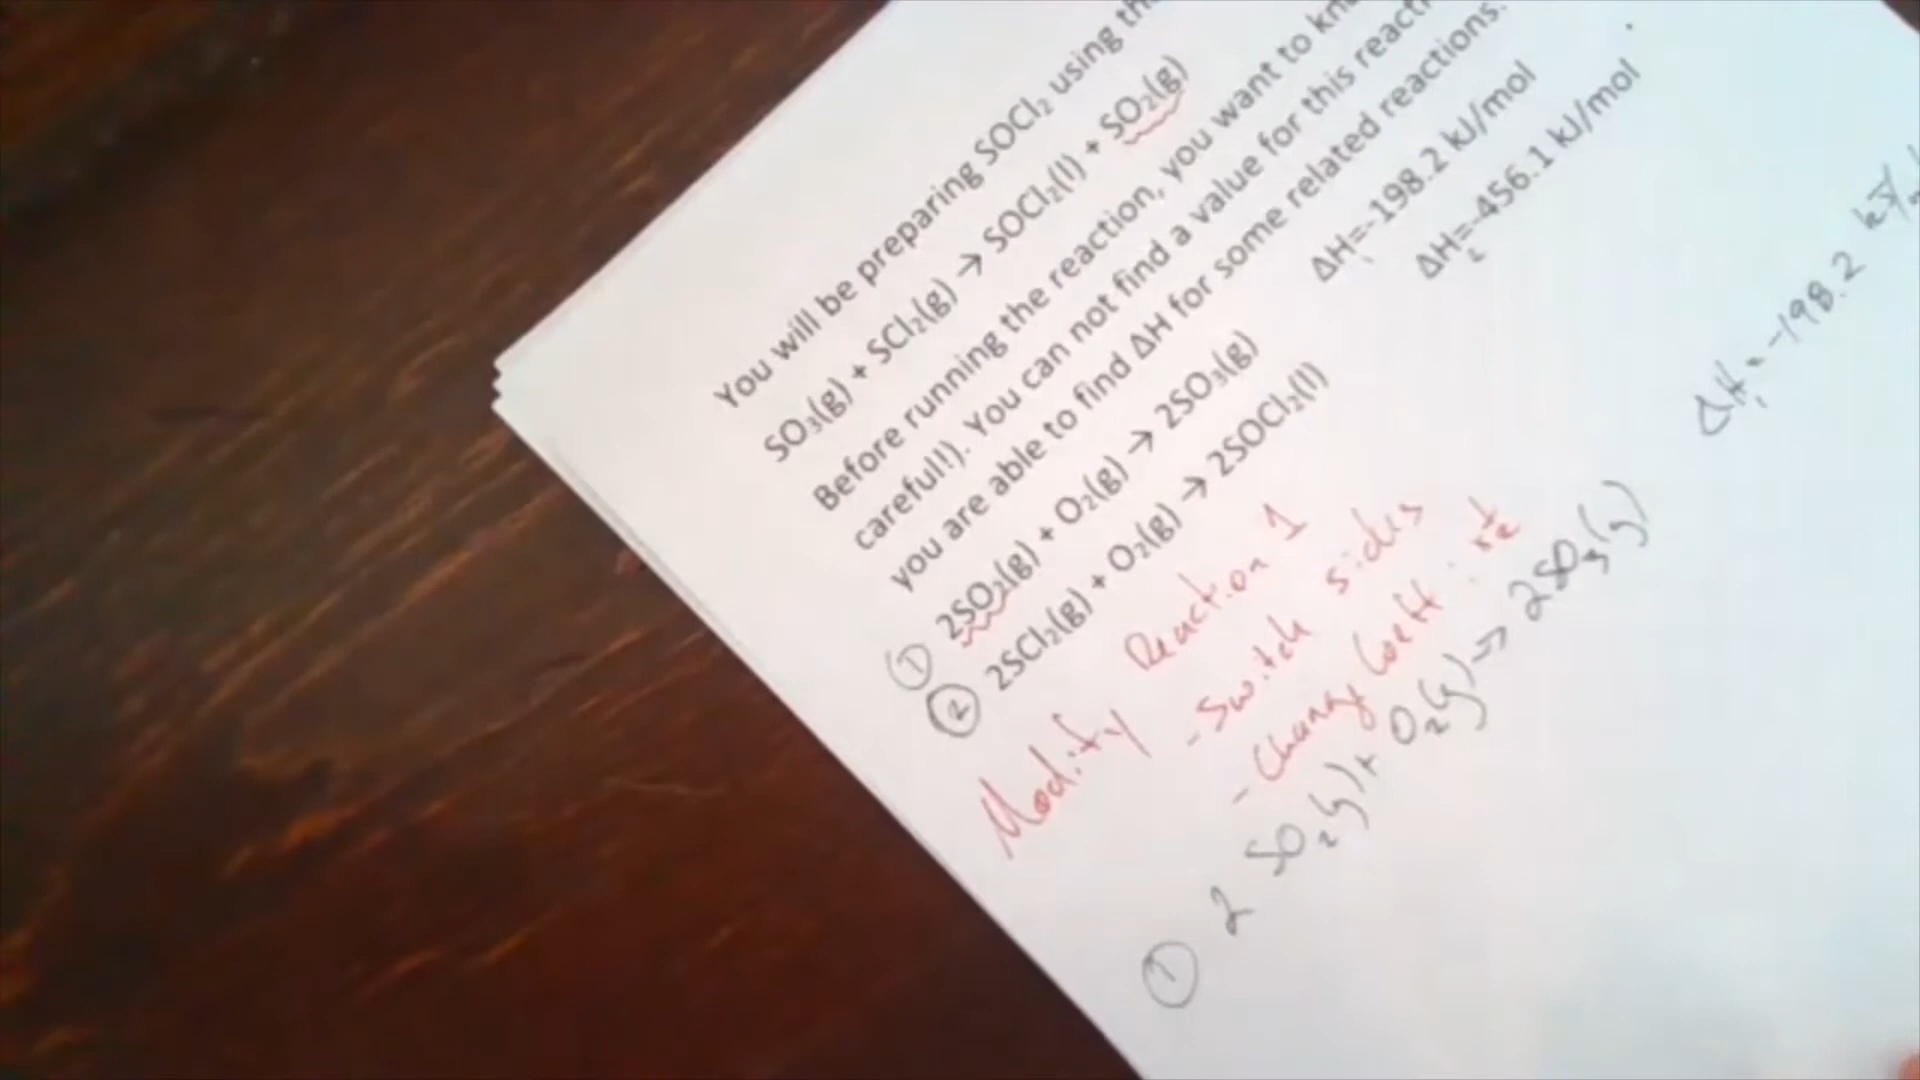 You will be preparing SOCl₂ using
SO₃(g) + SCl₂(g) → SOCl₂(l) + SO₂(g)
Before running the reaction, you want to
careful!). You can not find a value for this
you are able to find ΔH for some related reactions.
① 2SO₂(g) + O₂(g) → 2SO₃(g) ΔH₁=-198.2 kJ/mol
② 2SCl₂(g) + O₂(g) → 2SOCl₂(l) ΔH₂=-456.1 kJ/mol
Modify Reaction 1
- Switch sides
- Change Coeff:
① 2 SO₂(g) + O₂(g) → 2SO₃(g) ΔH₁ = -198.2